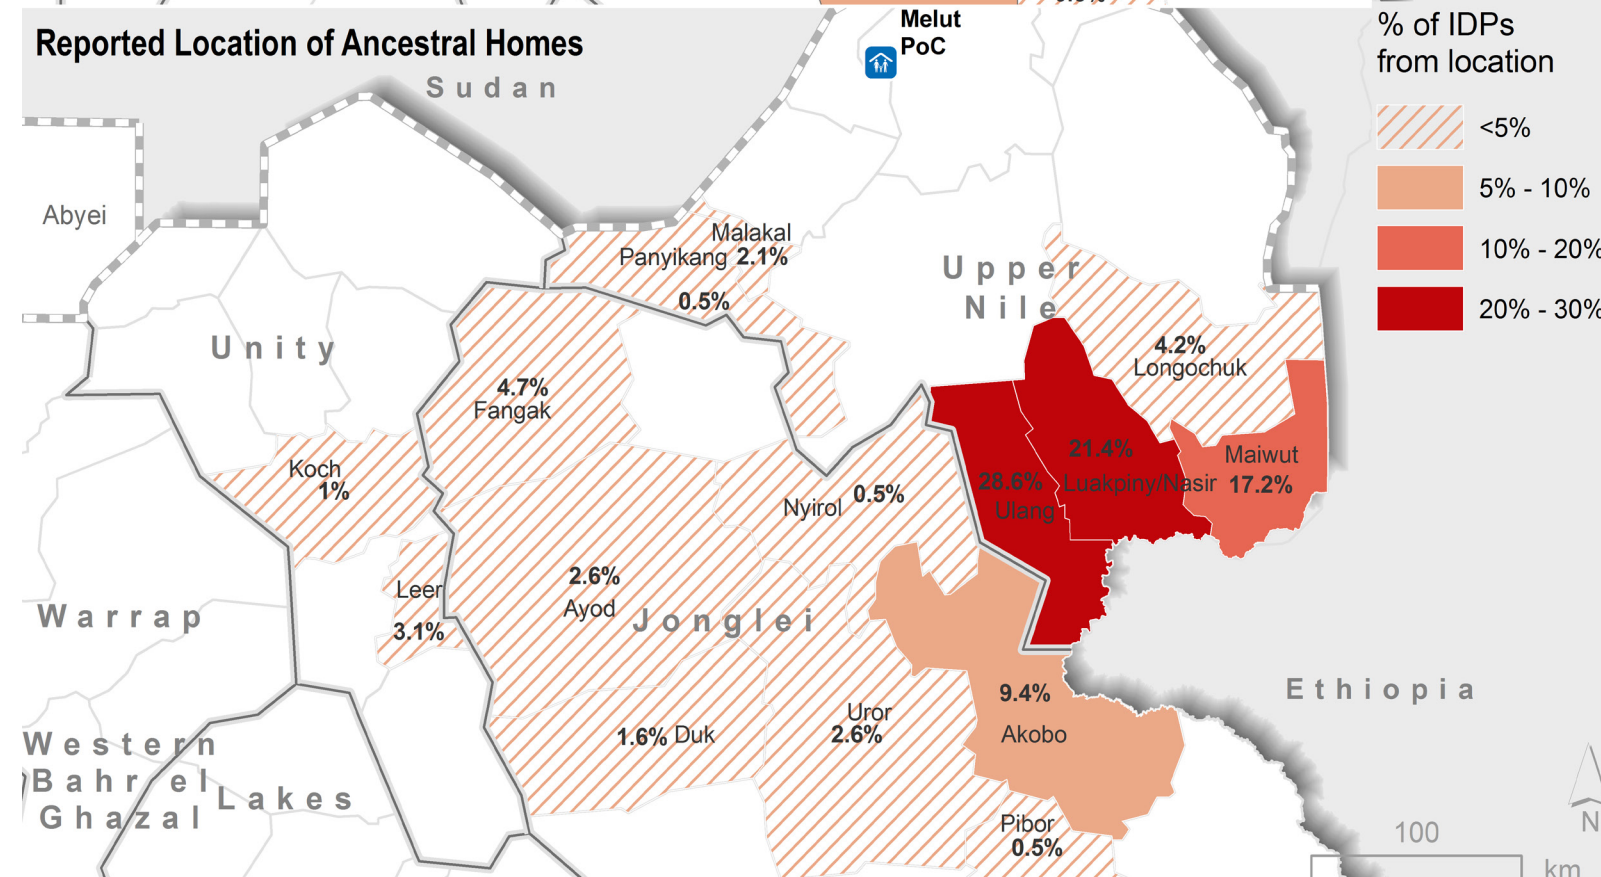 Reported Location of Ancestral Homes
Melut
PoC
% of IDPs
from location
<5%
5% - 10%
10% - 20%
20% - 30%
Sudan
Abyei
Malakal
Panyikang 2.1%
0.5%
Upper
Nile
Unity
4.7%
Fangak
4.2%
Longochuk
Koch
1%
Nyirol
0.5%
28.6%
Ulang
21.4%
Luakpiny/Nasir
Maiwut
17.2%
Leer
3.1%
2.6%
Ayod
Jonglei
Warrap
Ethiopia
9.4%
Akobo
Uror
2.6%
1.6% Duk
Western
Bahr el
Ghazal
Lakes
Pibor
0.5%
N
100
km